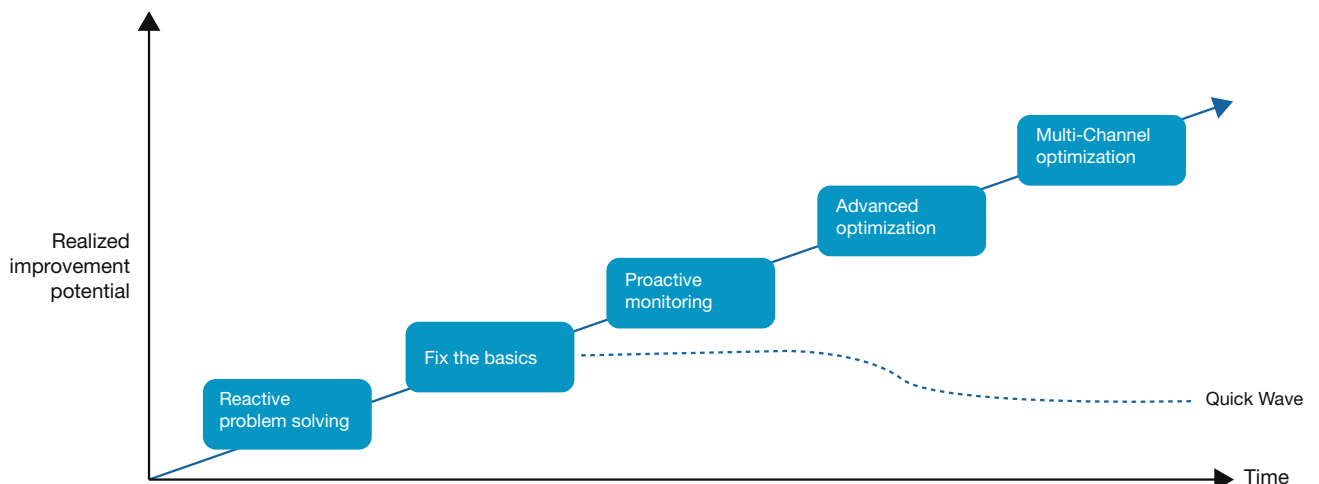 Realized
improvement
potential
Reactive
problem solving
Fix the basics
Proactive
monitoring
Advanced
optimization
Multi-Channel
optimization
Quick Wave
Time